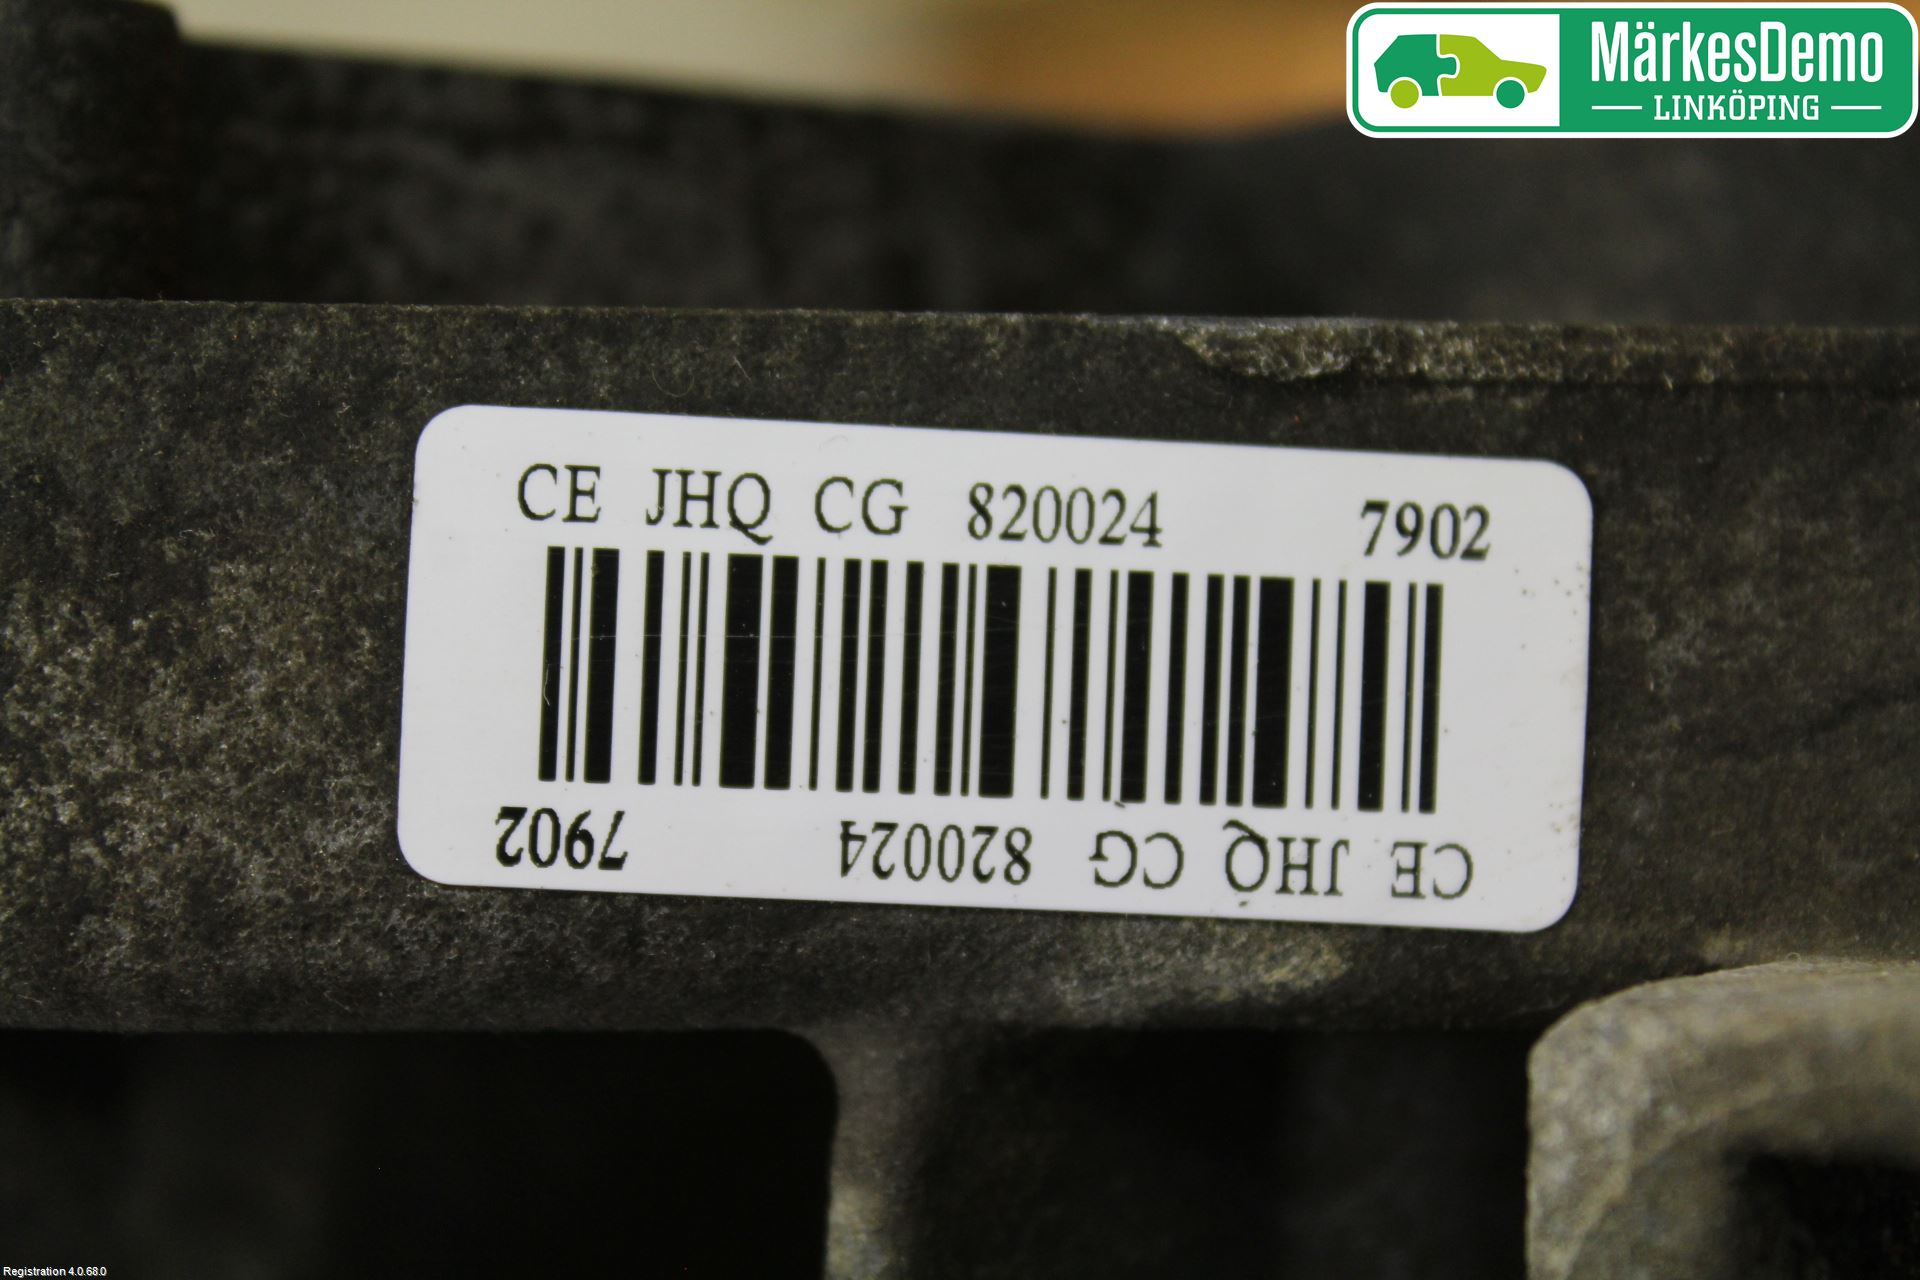 MärkesDemo
LINKÖPING
CE JHQ CG 820024 7902
CE JHQ CG 820024 7902
Registration 4.0.68.0